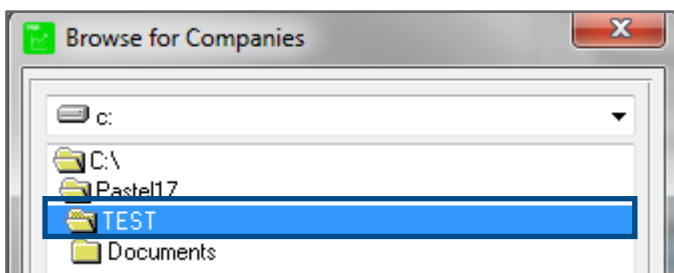 Browse for Companies
c:
C:\
Pastel17
TEST
Documents